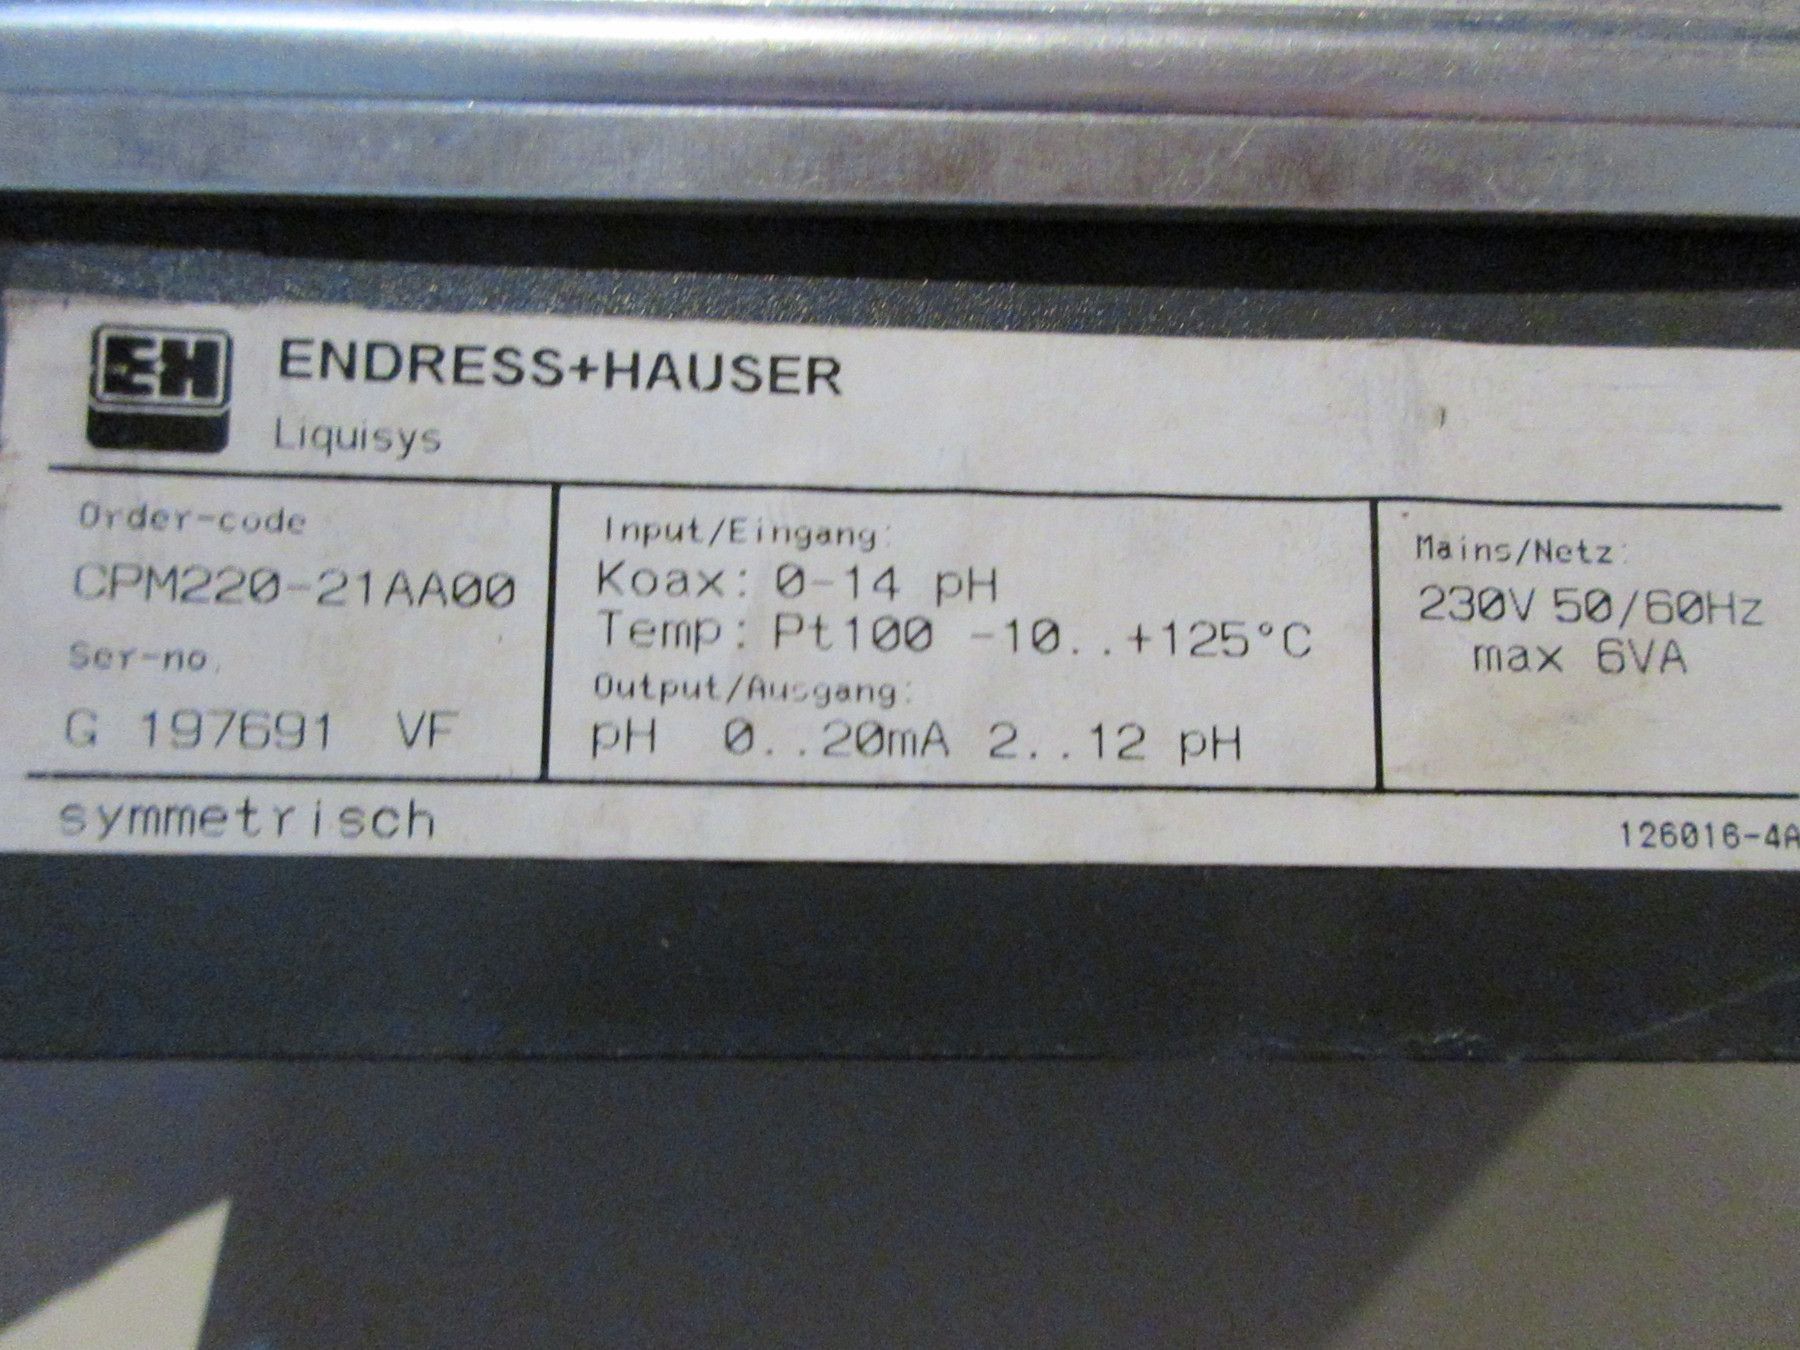 EH ENDRESS+HAUSER
Liquisys
Order-code
CPM220-21AA00
Ser-no.
G 197691 VF
Input/Eingang:
Koax: 0-14 pH
Temp: Pt100 -10..+125°C
Output/Ausgang:
pH 0..20mA 2..12 pH
Mains/Netz:
230V 50/60Hz
max 6VA
symmetrisch
126016-4A